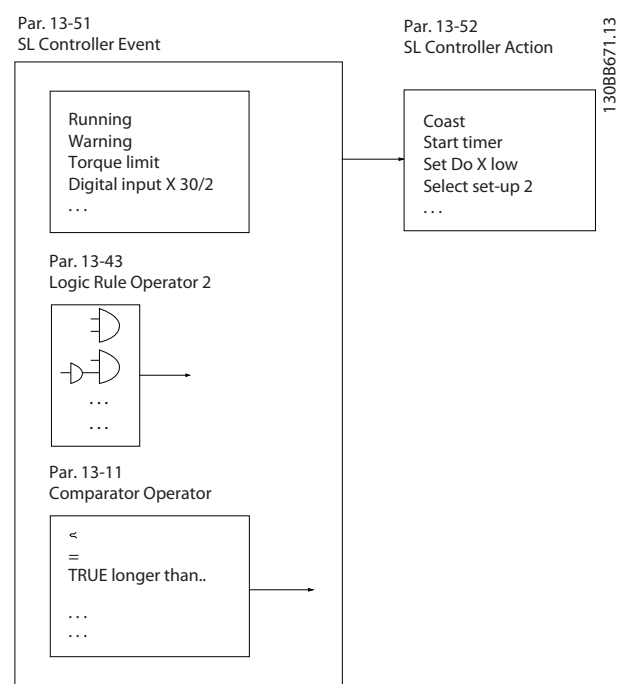 Par. 13-51
SL Controller Event
Running
Warning
Torque limit
Digital input X 30/2
. . .
Par. 13-43
Logic Rule Operator 2
. . .
. . .
Par. 13-11
Comparator Operator
<
=
TRUE longer than..
. . .
. . .
Par. 13-52
SL Controller Action
Coast
Start timer
Set Do X low
Select set-up 2
. . .
130BB671.13